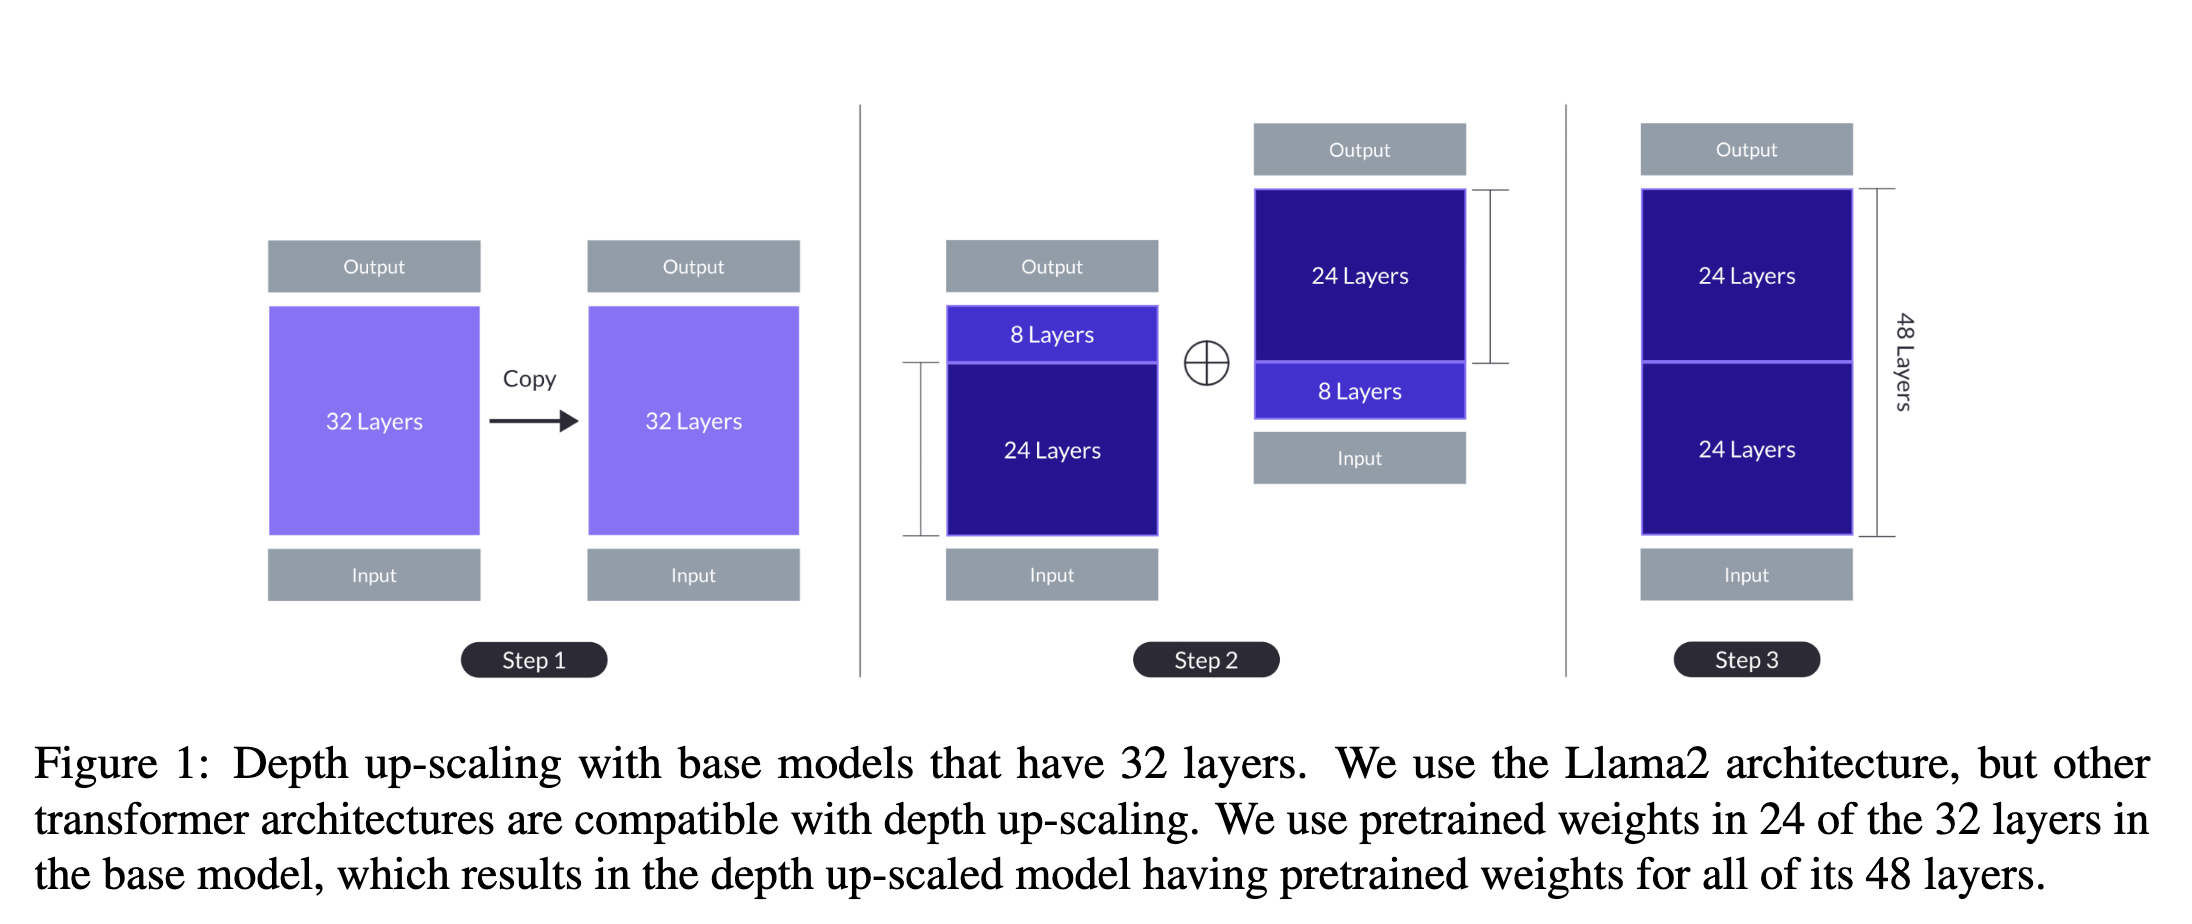 Output
32 Layers
Input
Copy
Output
32 Layers
Input
Step 1
Output
8 Layers
24 Layers
Input
Output
24 Layers
8 Layers
Input
Step 2
Output
24 Layers
24 Layers
Input
48 Layers
Step 3
Figure 1: Depth up-scaling with base models that have 32 layers. We use the Llama2 architecture, but other
transformer architectures are compatible with depth up-scaling. We use pretrained weights in 24 of the 32 layers in
the base model, which results in the depth up-scaled model having pretrained weights for all of its 48 layers.